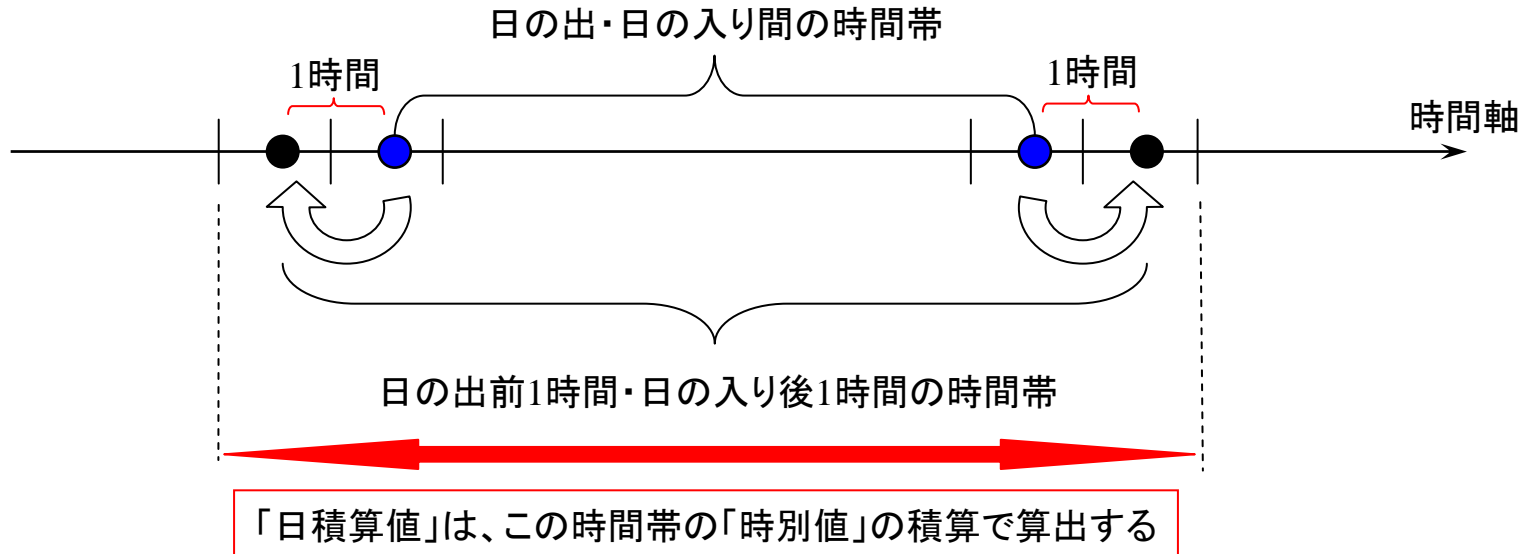 日の出・日の入り間の時間帯
1時間
1時間
時間軸
日の出前1時間・日の入り後1時間の時間帯
「日積算値」は、この時間帯の「時別値」の積算で算出する